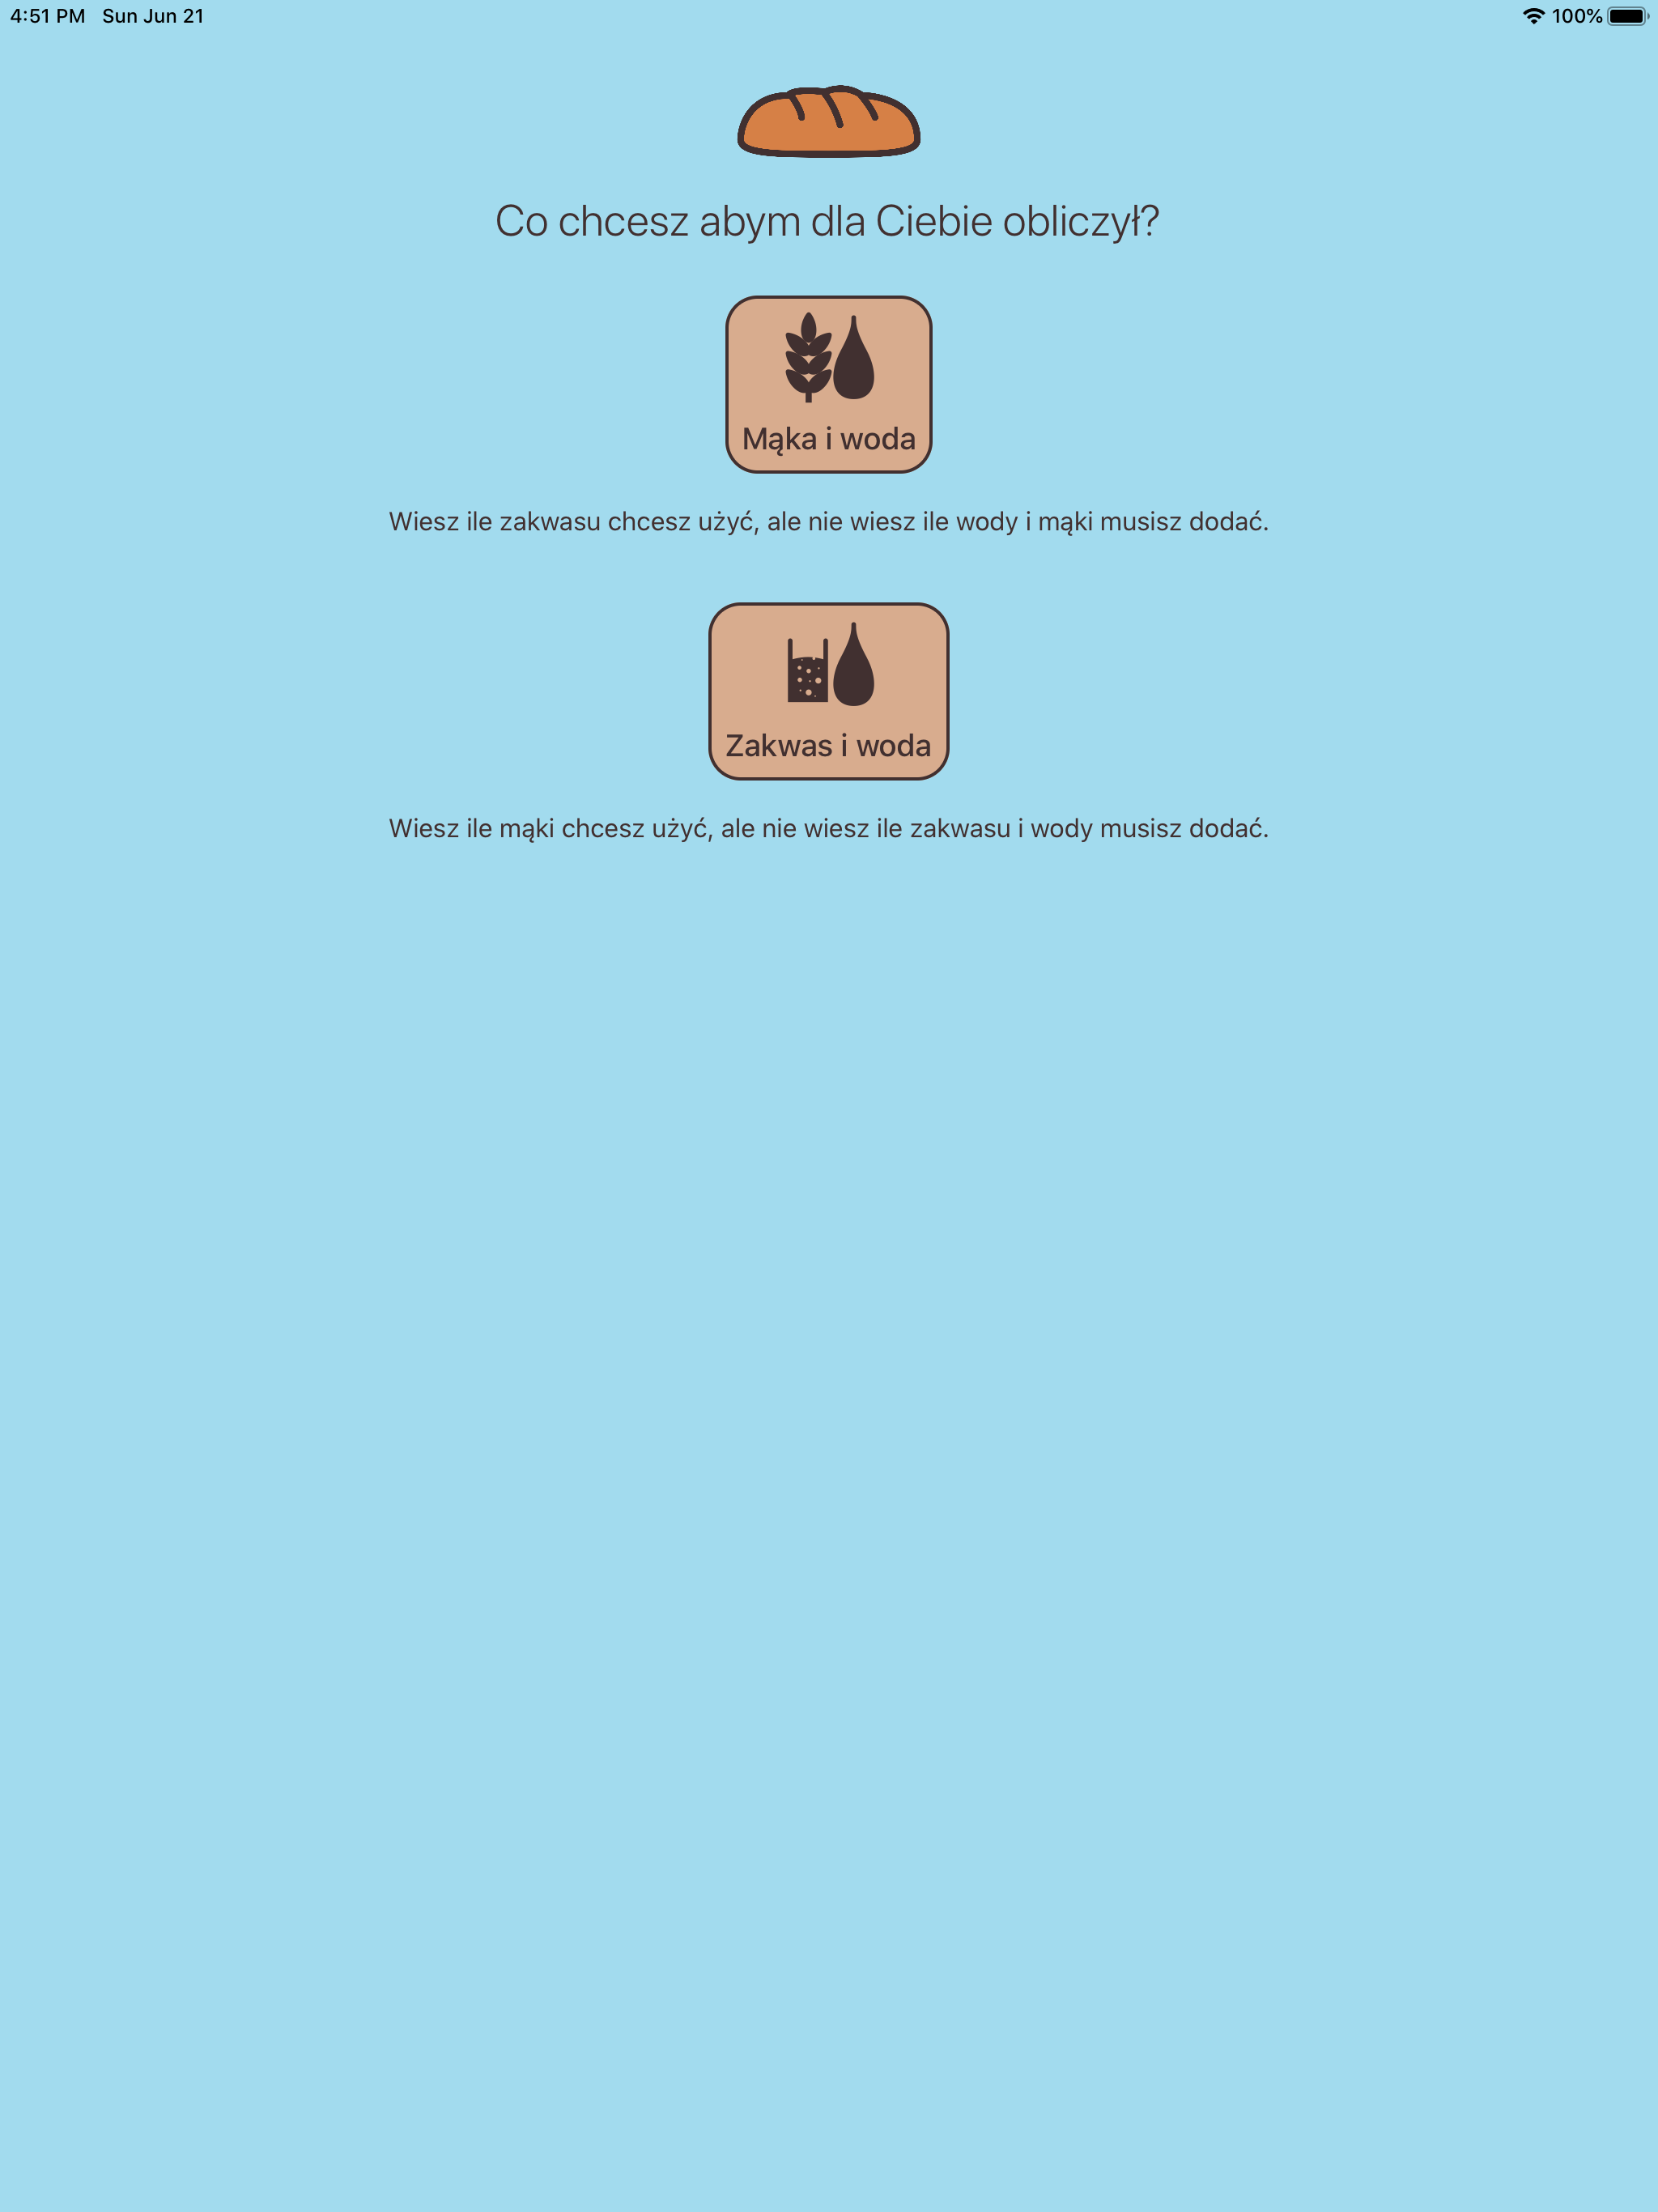 4:51 PM Sun Jun 21 100%
Co chcesz abym dla Ciebie obliczył?
Mąka i woda
Wiesz ile zakwasu chcesz użyć, ale nie wiesz ile wody i mąki musisz dodać.
Zakwas i woda
Wiesz ile mąki chcesz użyć, ale nie wiesz ile zakwasu i wody musisz dodać.